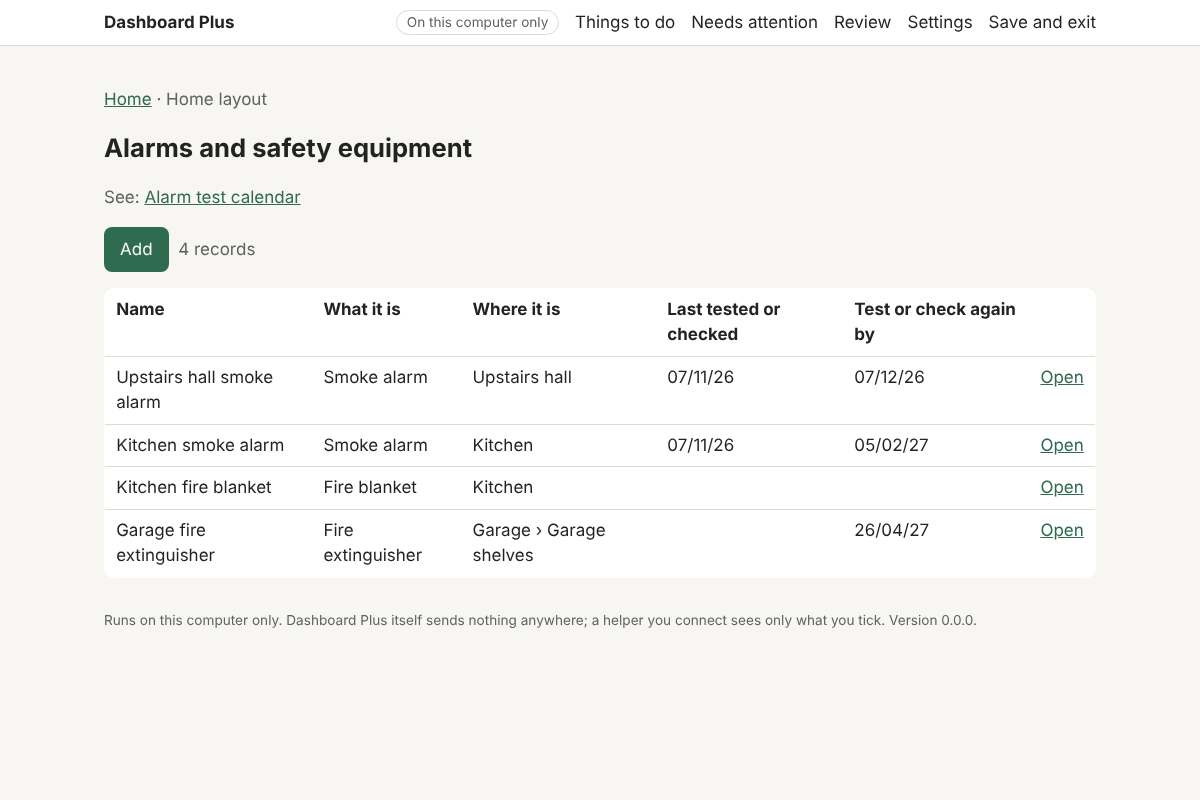 Dashboard Plus On this computer only Things to do Needs attention Review Settings Save and exit
Home · Home layout
Alarms and safety equipment
See: Alarm test calendar
Add 4 records
Name What it is Where it is Last tested or checked Test or check again by
Upstairs hall smoke alarm Smoke alarm Upstairs hall 07/11/26 07/12/26 Open
Kitchen smoke alarm Smoke alarm Kitchen 07/11/26 05/02/27 Open
Kitchen fire blanket Fire blanket Kitchen Open
Garage fire extinguisher Fire extinguisher Garage › Garage shelves 26/04/27 Open
Runs on this computer only. Dashboard Plus itself sends nothing anywhere; a helper you connect sees only what you tick. Version 0.0.0.